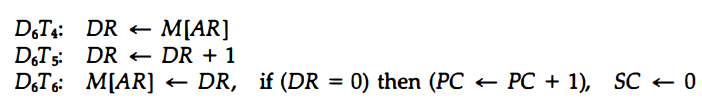 D₆T₄: DR ← M[AR]
D₆T₅: DR ← DR + 1
D₆T₆: M[AR] ← DR, if (DR = 0) then (PC ← PC + 1), SC ← 0